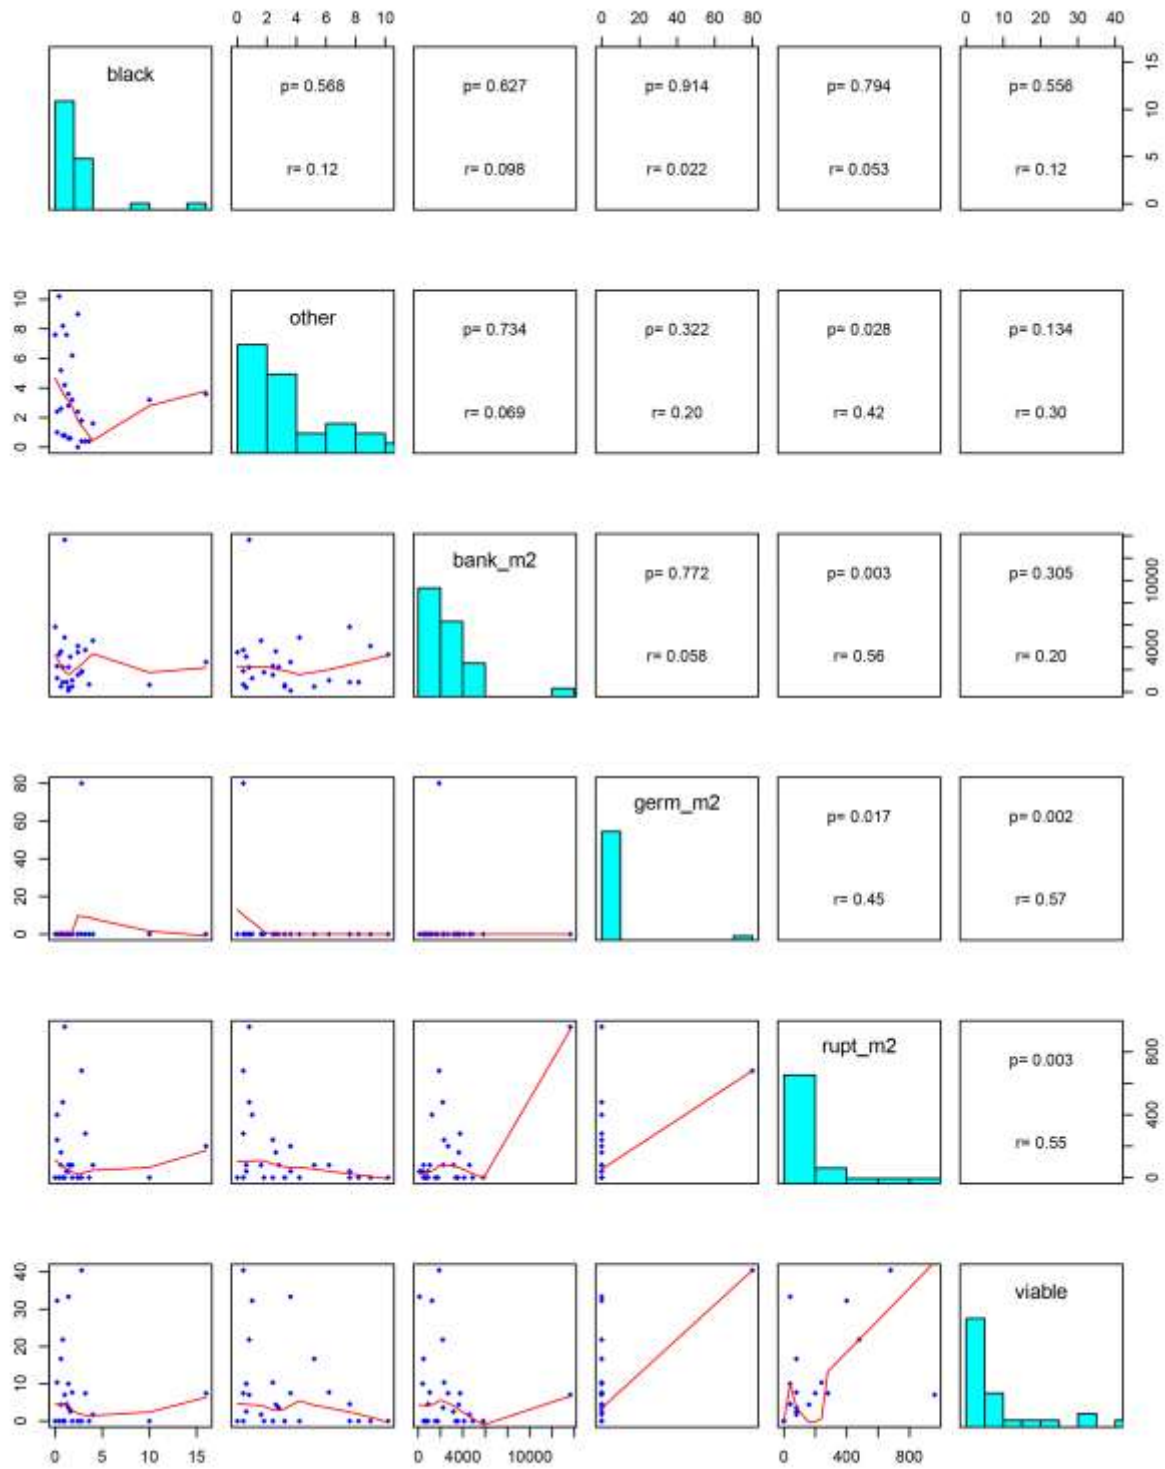 0 2 4 6 8 10 0 20 40 60 80 0 10 20 30 40
black
p= 0.568 p= 0.627 p= 0.914 p= 0.794 p= 0.556
r= 0.12 r= 0.098 r= 0.022 r= 0.053 r= 0.12
0 5 10 15
0 2 4 6 8 10
other
p= 0.734 p= 0.322 p= 0.028 p= 0.134
r= 0.069 r= 0.20 r= 0.42 r= 0.30
bank_m2
p= 0.772 p= 0.003 p= 0.305
r= 0.058 r= 0.56 r= 0.20
0 4000 10000
0 20 40 60 80
germ_m2
p= 0.017 p= 0.002
r= 0.45 r= 0.57
rupt_m2
p= 0.003
r= 0.55
0 400 800
0 10 20 30 40
viable
0 5 10 15 0 4000 10000 0 400 800